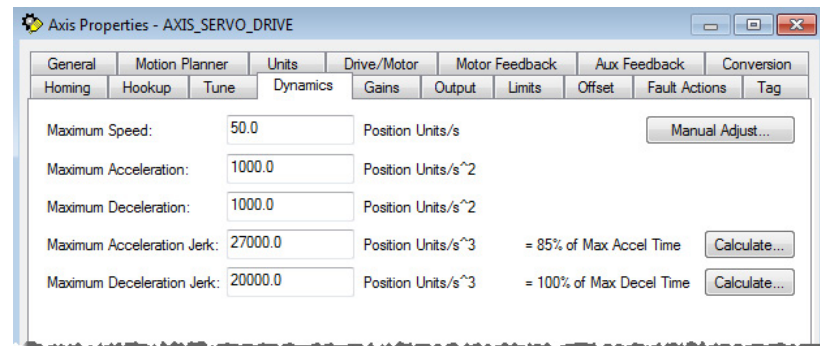 Axis Properties - AXIS_SERVO_DRIVE
General Motion Planner Units Drive/Motor Motor Feedback Aux Feedback Conversion
Homing Hookup Tune Dynamics Gains Output Limits Offset Fault Actions Tag
Maximum Speed: 50.0 Position Units/s Manual Adjust...
Maximum Acceleration: 1000.0 Position Units/s^2
Maximum Deceleration: 1000.0 Position Units/s^2
Maximum Acceleration Jerk: 27000.0 Position Units/s^3 = 85% of Max Accel Time Calculate...
Maximum Deceleration Jerk: 20000.0 Position Units/s^3 = 100% of Max Decel Time Calculate...